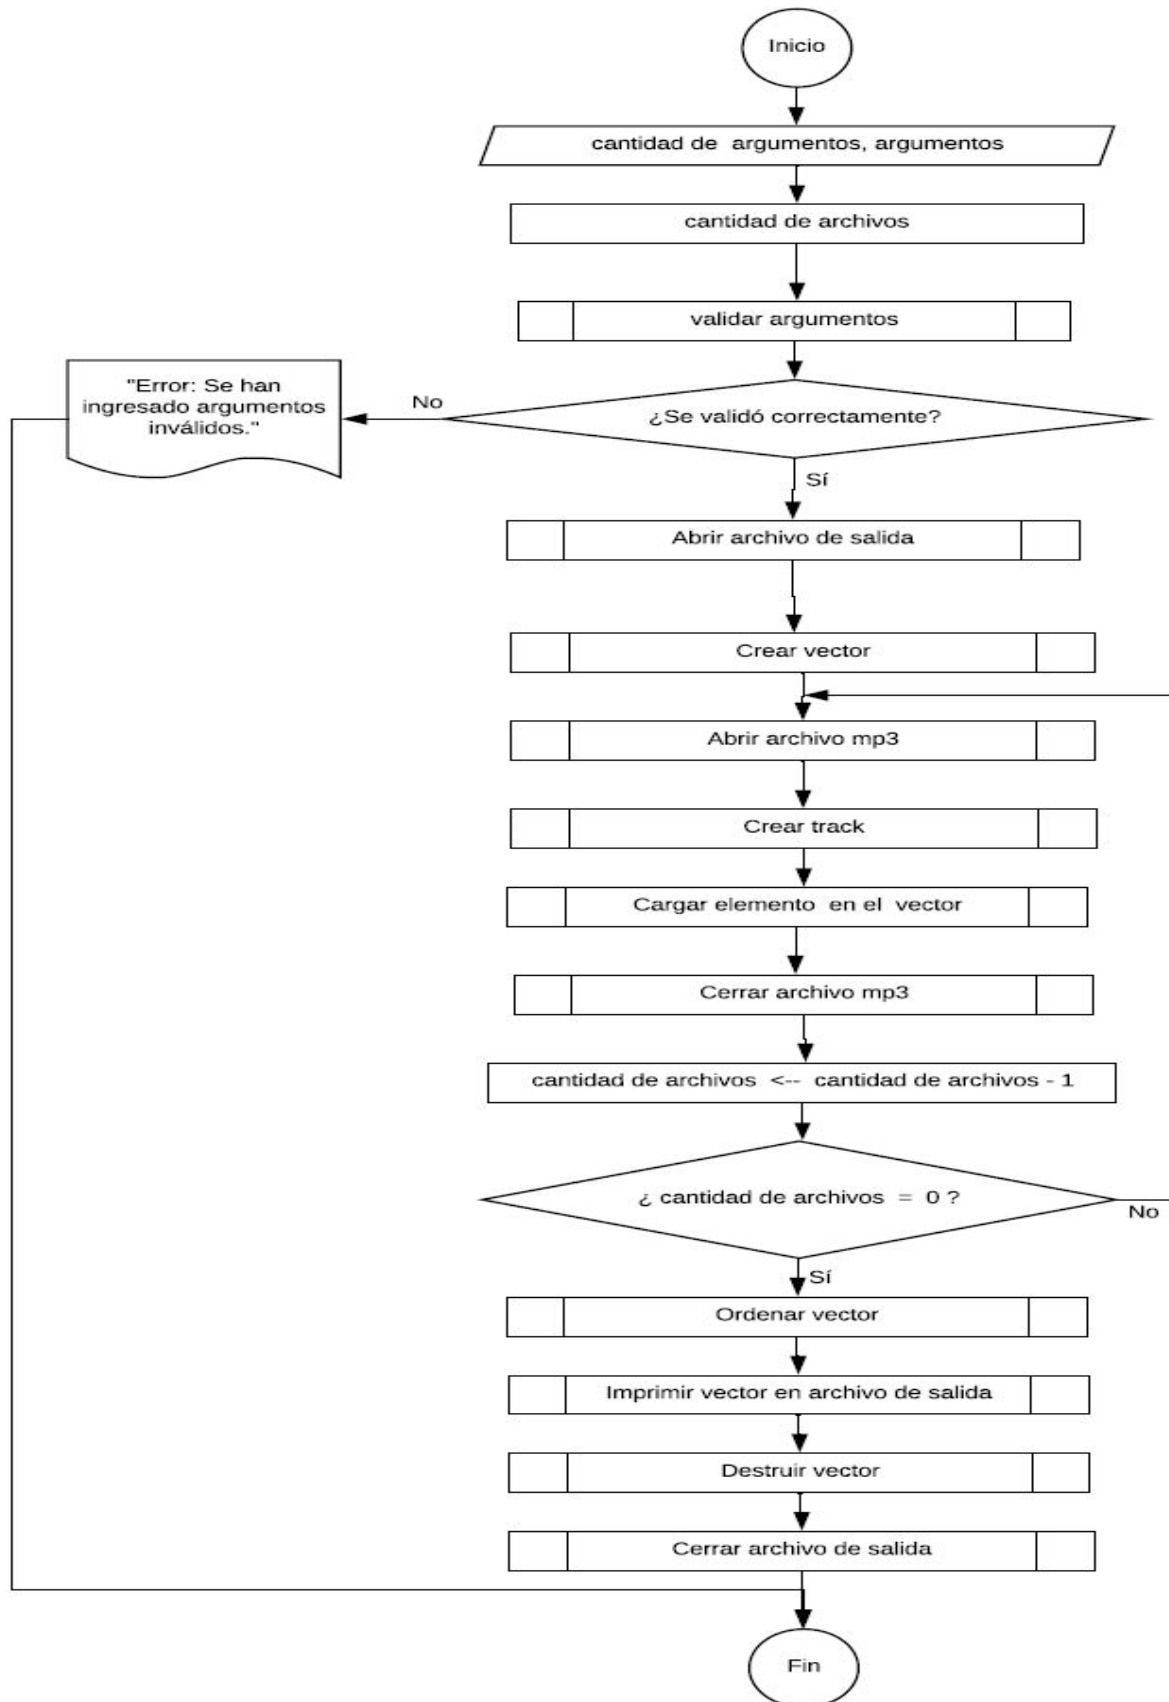 Inicio
cantidad de argumentos, argumentos
cantidad de archivos
validar argumentos
"Error: Se han
ingresado argumentos
inválidos."
No
¿Se validó correctamente?
Sí
Abrir archivo de salida
Crear vector
Abrir archivo mp3
Crear track
Cargar elemento en el vector
Cerrar archivo mp3
cantidad de archivos <-- cantidad de archivos - 1
¿ cantidad de archivos = 0 ?
No
Sí
Ordenar vector
Imprimir vector en archivo de salida
Destruir vector
Cerrar archivo de salida
Fin